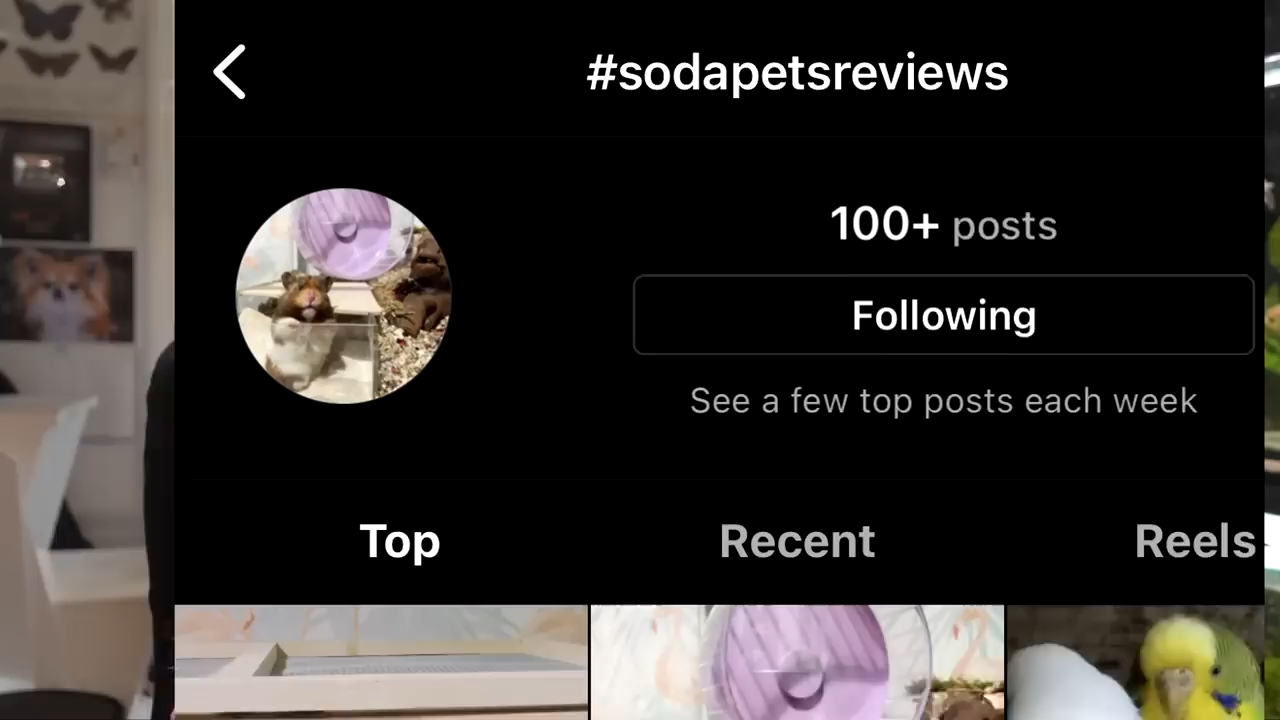 #sodapetsreviews
100+ posts
Following
See a few top posts each week
Top Recent Reels